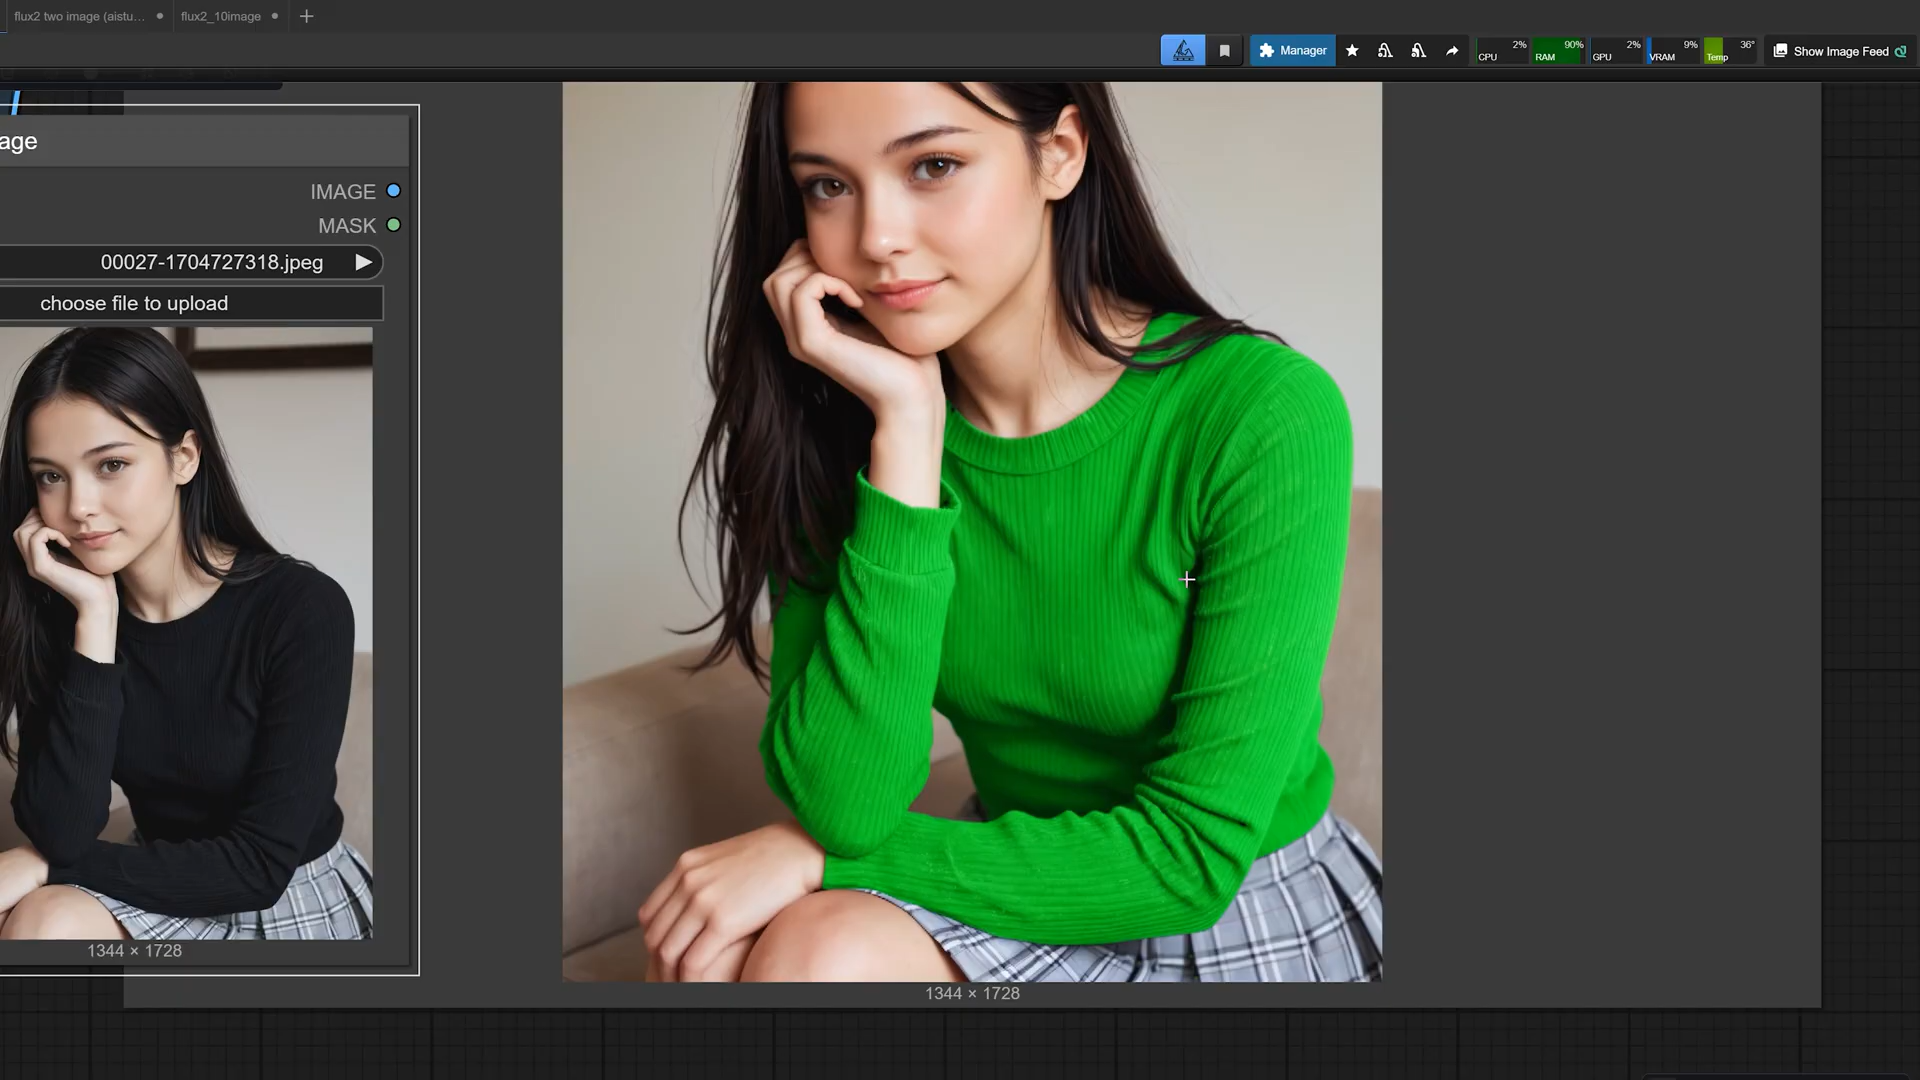 flux2 two image (aistu...
flux2_10image
Manager
CPU 2%
RAM 90%
GPU 2%
VRAM 9%
Temp 36°
Show Image Feed
age
IMAGE
MASK
00027-1704727318.jpeg
choose file to upload
1344 × 1728
1344 × 1728